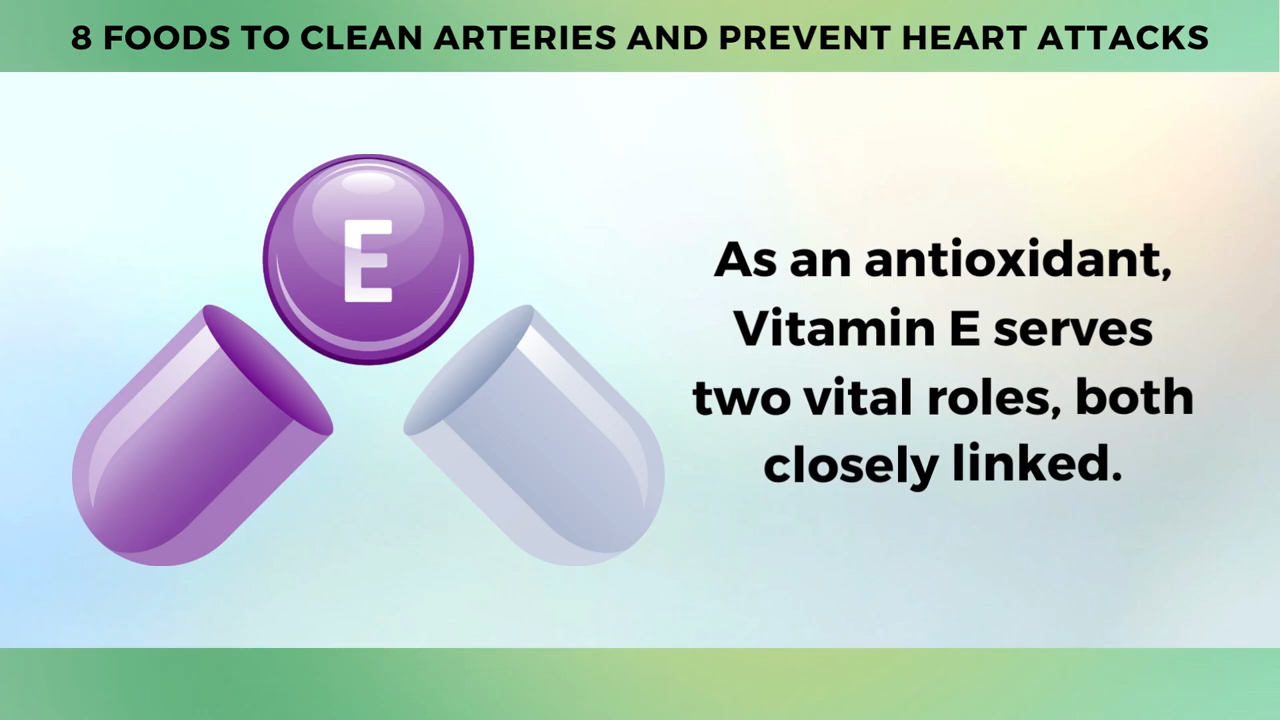 8 FOODS TO CLEAN ARTERIES AND PREVENT HEART ATTACKS
E
As an antioxidant,
Vitamin E serves
two vital roles, both
closely linked.